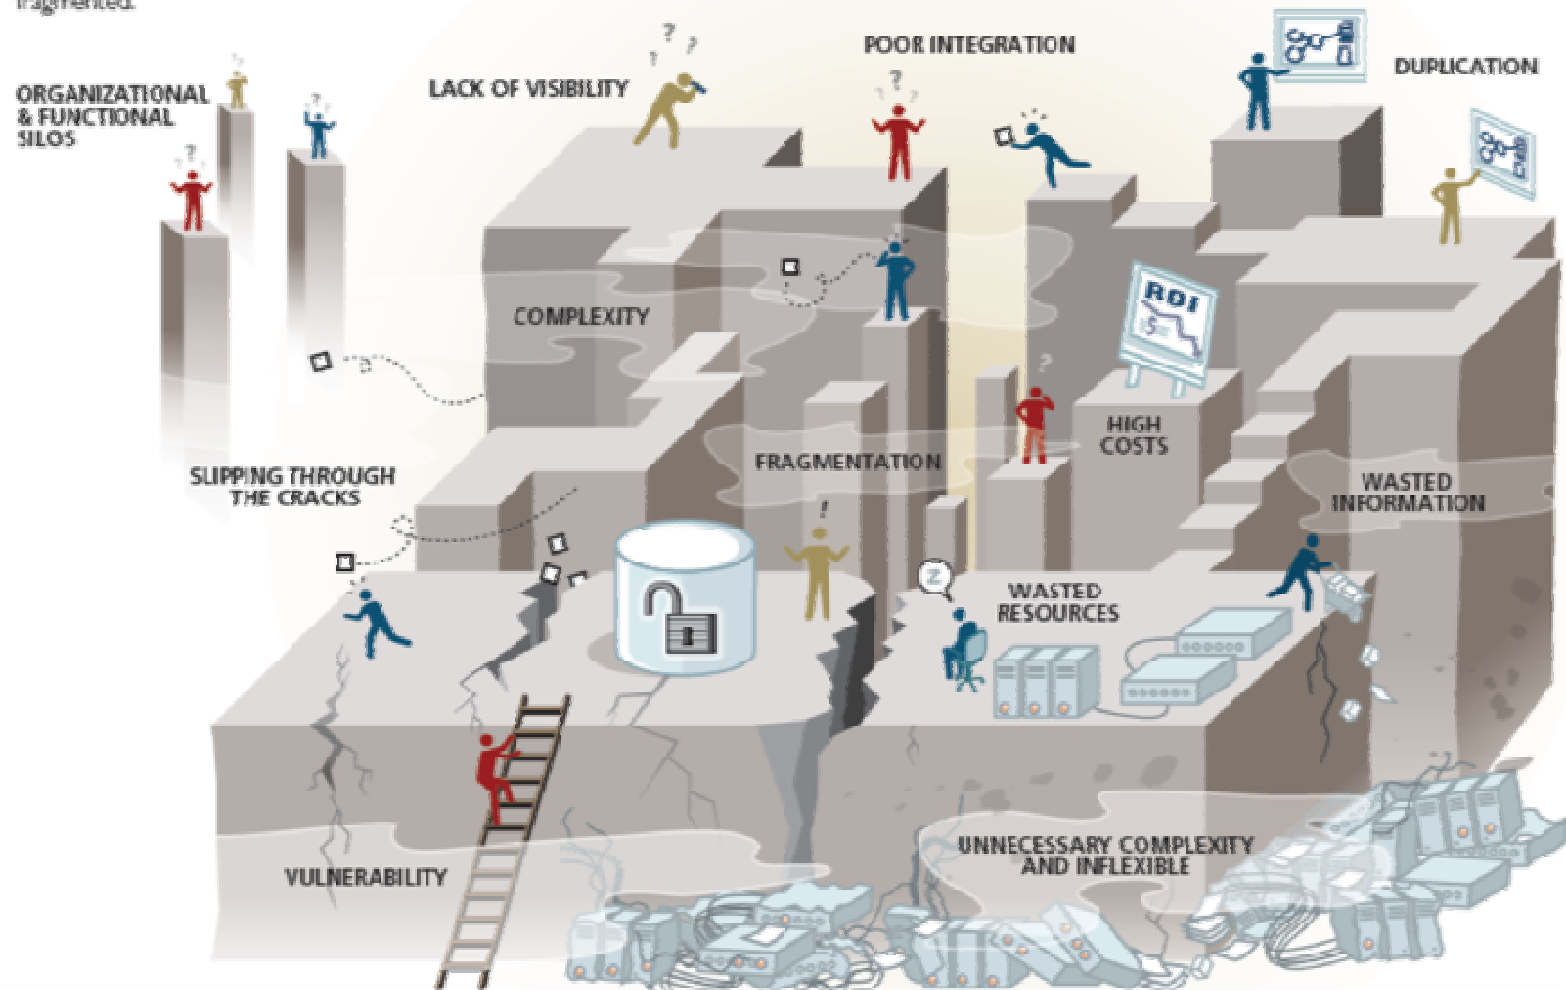 fragmented.
ORGANIZATIONAL
& FUNCTIONAL
SILOS
LACK OF VISIBILITY
POOR INTEGRATION
DUPLICATION
COMPLEXITY
ROI
$
HIGH
COSTS
SLIPPING THROUGH
THE CRACKS
FRAGMENTATION
WASTED
INFORMATION
Z
WASTED
RESOURCES
VULNERABILITY
UNNECESSARY COMPLEXITY
AND INFLEXIBLE